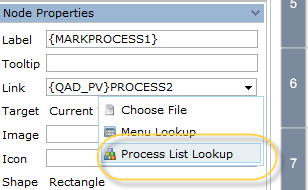 Node Properties
Label {MARKPROCESS1}
Tooltip
Link {QAD_PV}PROCESS2
Target Current
Choose File
Image Menu Lookup
Icon Process List Lookup
Shape Rectangle
5
6
7